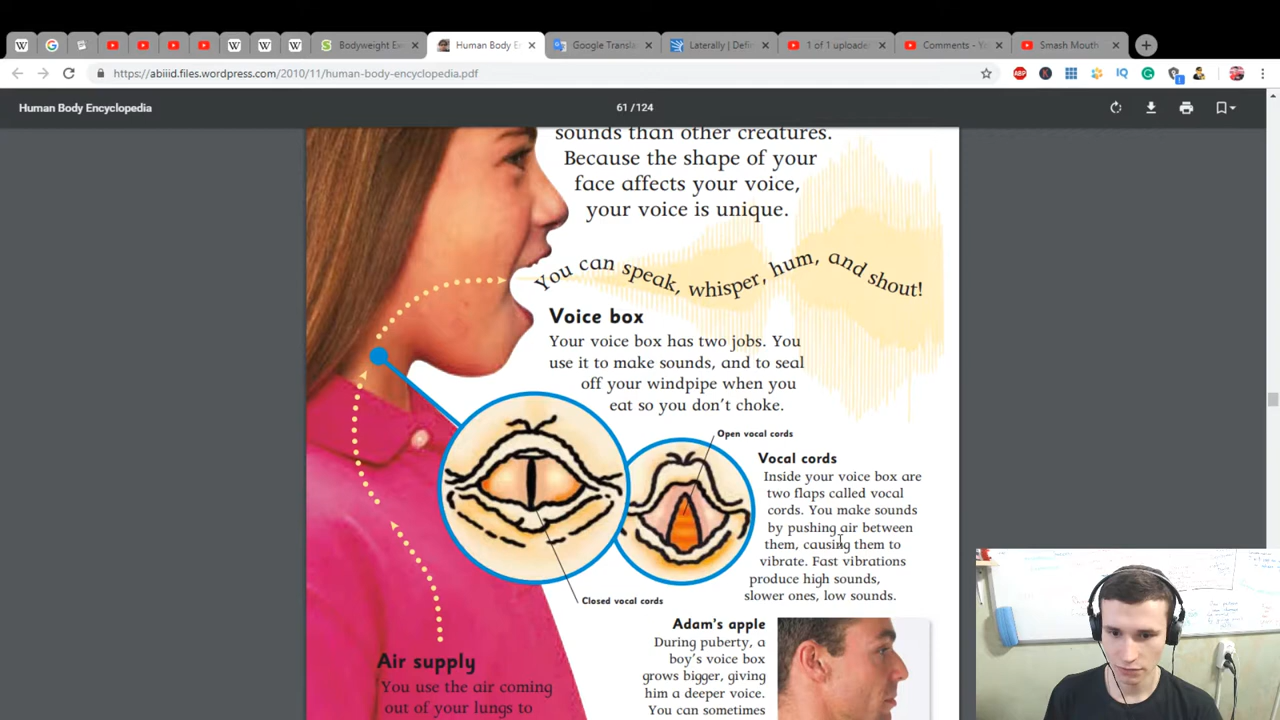 Bodyweight Ex
Human Body E
Google Transla
Laterally | Defin
1 of 1 uploade
Comments - Yo
Smash Mouth
https://abiiid.files.wordpress.com/2010/11/human-body-encyclopedia.pdf
Human Body Encyclopedia
61 / 124
sounds than other creatures.
Because the shape of your
face affects your voice,
your voice is unique.
You can speak, whisper, hum, and shout!
Voice box
Your voice box has two jobs. You
use it to make sounds, and to seal
off your windpipe when you
eat so you don't choke.
Open vocal cords
Vocal cords
Inside your voice box are
two flaps called vocal
cords. You make sounds
by pushing air between
them, causing them to
vibrate. Fast vibrations
produce high sounds,
slower ones, low sounds.
Closed vocal cords
Adam's apple
During puberty, a
boy's voice box
grows bigger, giving
him a deeper voice.
You can sometimes
Air supply
You use the air coming
out of your lungs to